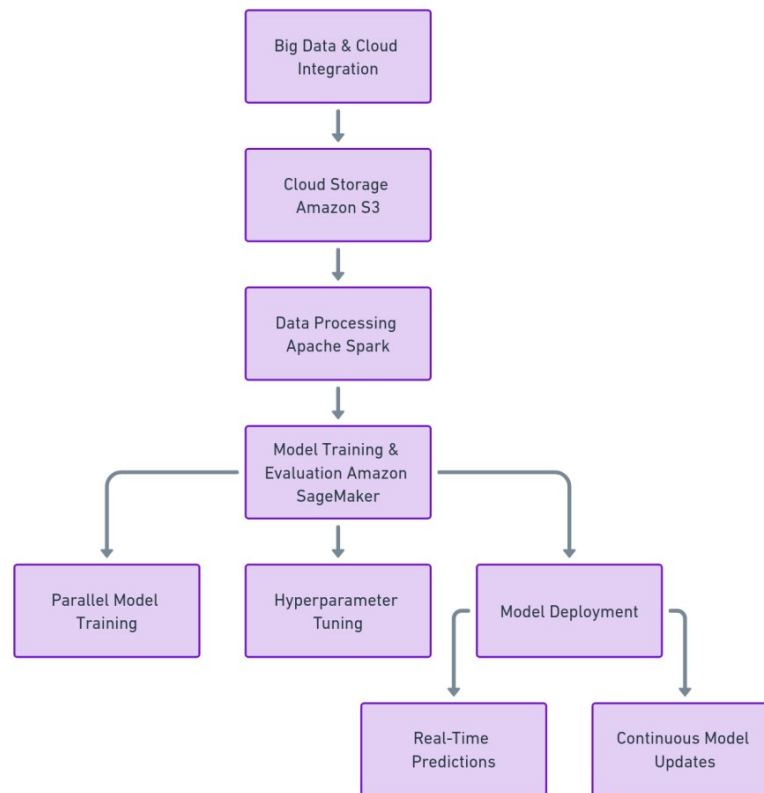 Big Data & Cloud
Integration
Cloud Storage
Amazon S3
Data Processing
Apache Spark
Model Training &
Evaluation Amazon
SageMaker
Parallel Model
Training
Hyperparameter
Tuning
Model Deployment
Real-Time
Predictions
Continuous Model
Updates